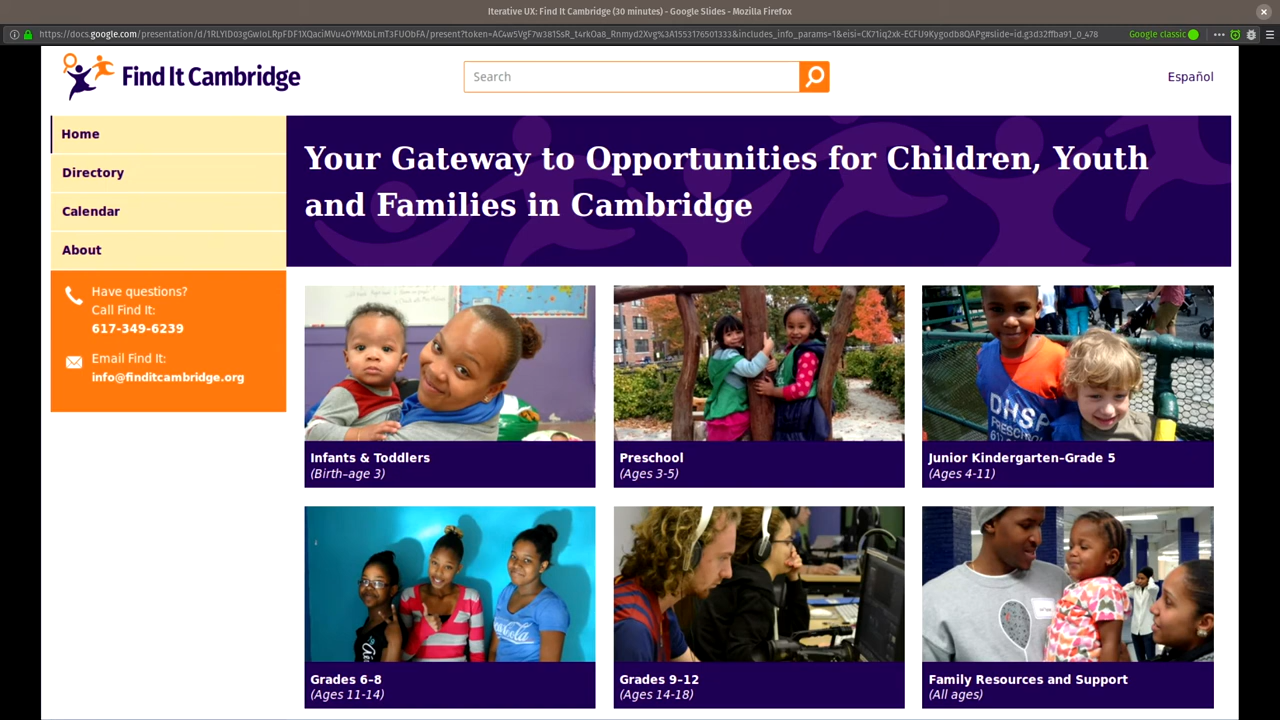 Iterative UX: Find It Cambridge (30 minutes) - Google Slides - Mozilla Firefox
Google classic
Find It Cambridge
Search
Español
Home
Directory
Calendar
About
Have questions?
Call Find It:
617-349-6239
Email Find It:
info@finditcambridge.org
Your Gateway to Opportunities for Children, Youth
and Families in Cambridge
DHSP
PRESCHOOL
Infants & Toddlers
(Birth–age 3)
Preschool
(Ages 3-5)
Junior Kindergarten–Grade 5
(Ages 4-11)
Coca-Cola
Grades 6–8
(Ages 11-14)
Grades 9–12
(Ages 14-18)
Family Resources and Support
(All ages)